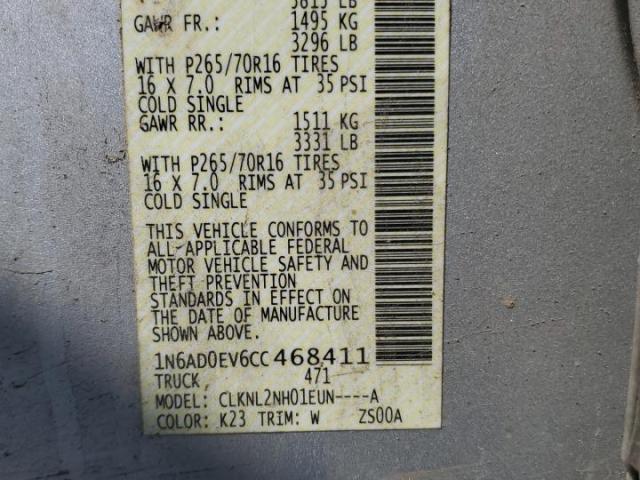 5815 LB
GAWR FR.: 1495 KG
3296 LB
WITH P265/70R16 TIRES
16 X 7.0 RIMS AT 35 PSI
COLD SINGLE
GAWR RR.: 1511 KG
3331 LB
WITH P265/70R16 TIRES
16 X 7.0 RIMS AT 35 PSI
COLD SINGLE
THIS VEHICLE CONFORMS TO
ALL APPLICABLE FEDERAL
MOTOR VEHICLE SAFETY AND
THEFT PREVENTION
STANDARDS IN EFFECT ON
THE DATE OF MANUFACTURE
SHOWN ABOVE.
1N6AD0EV6CC468411
TRUCK 471
MODEL: CLKNL2NH01EUN----A
COLOR: K23 TRIM: W ZS00A